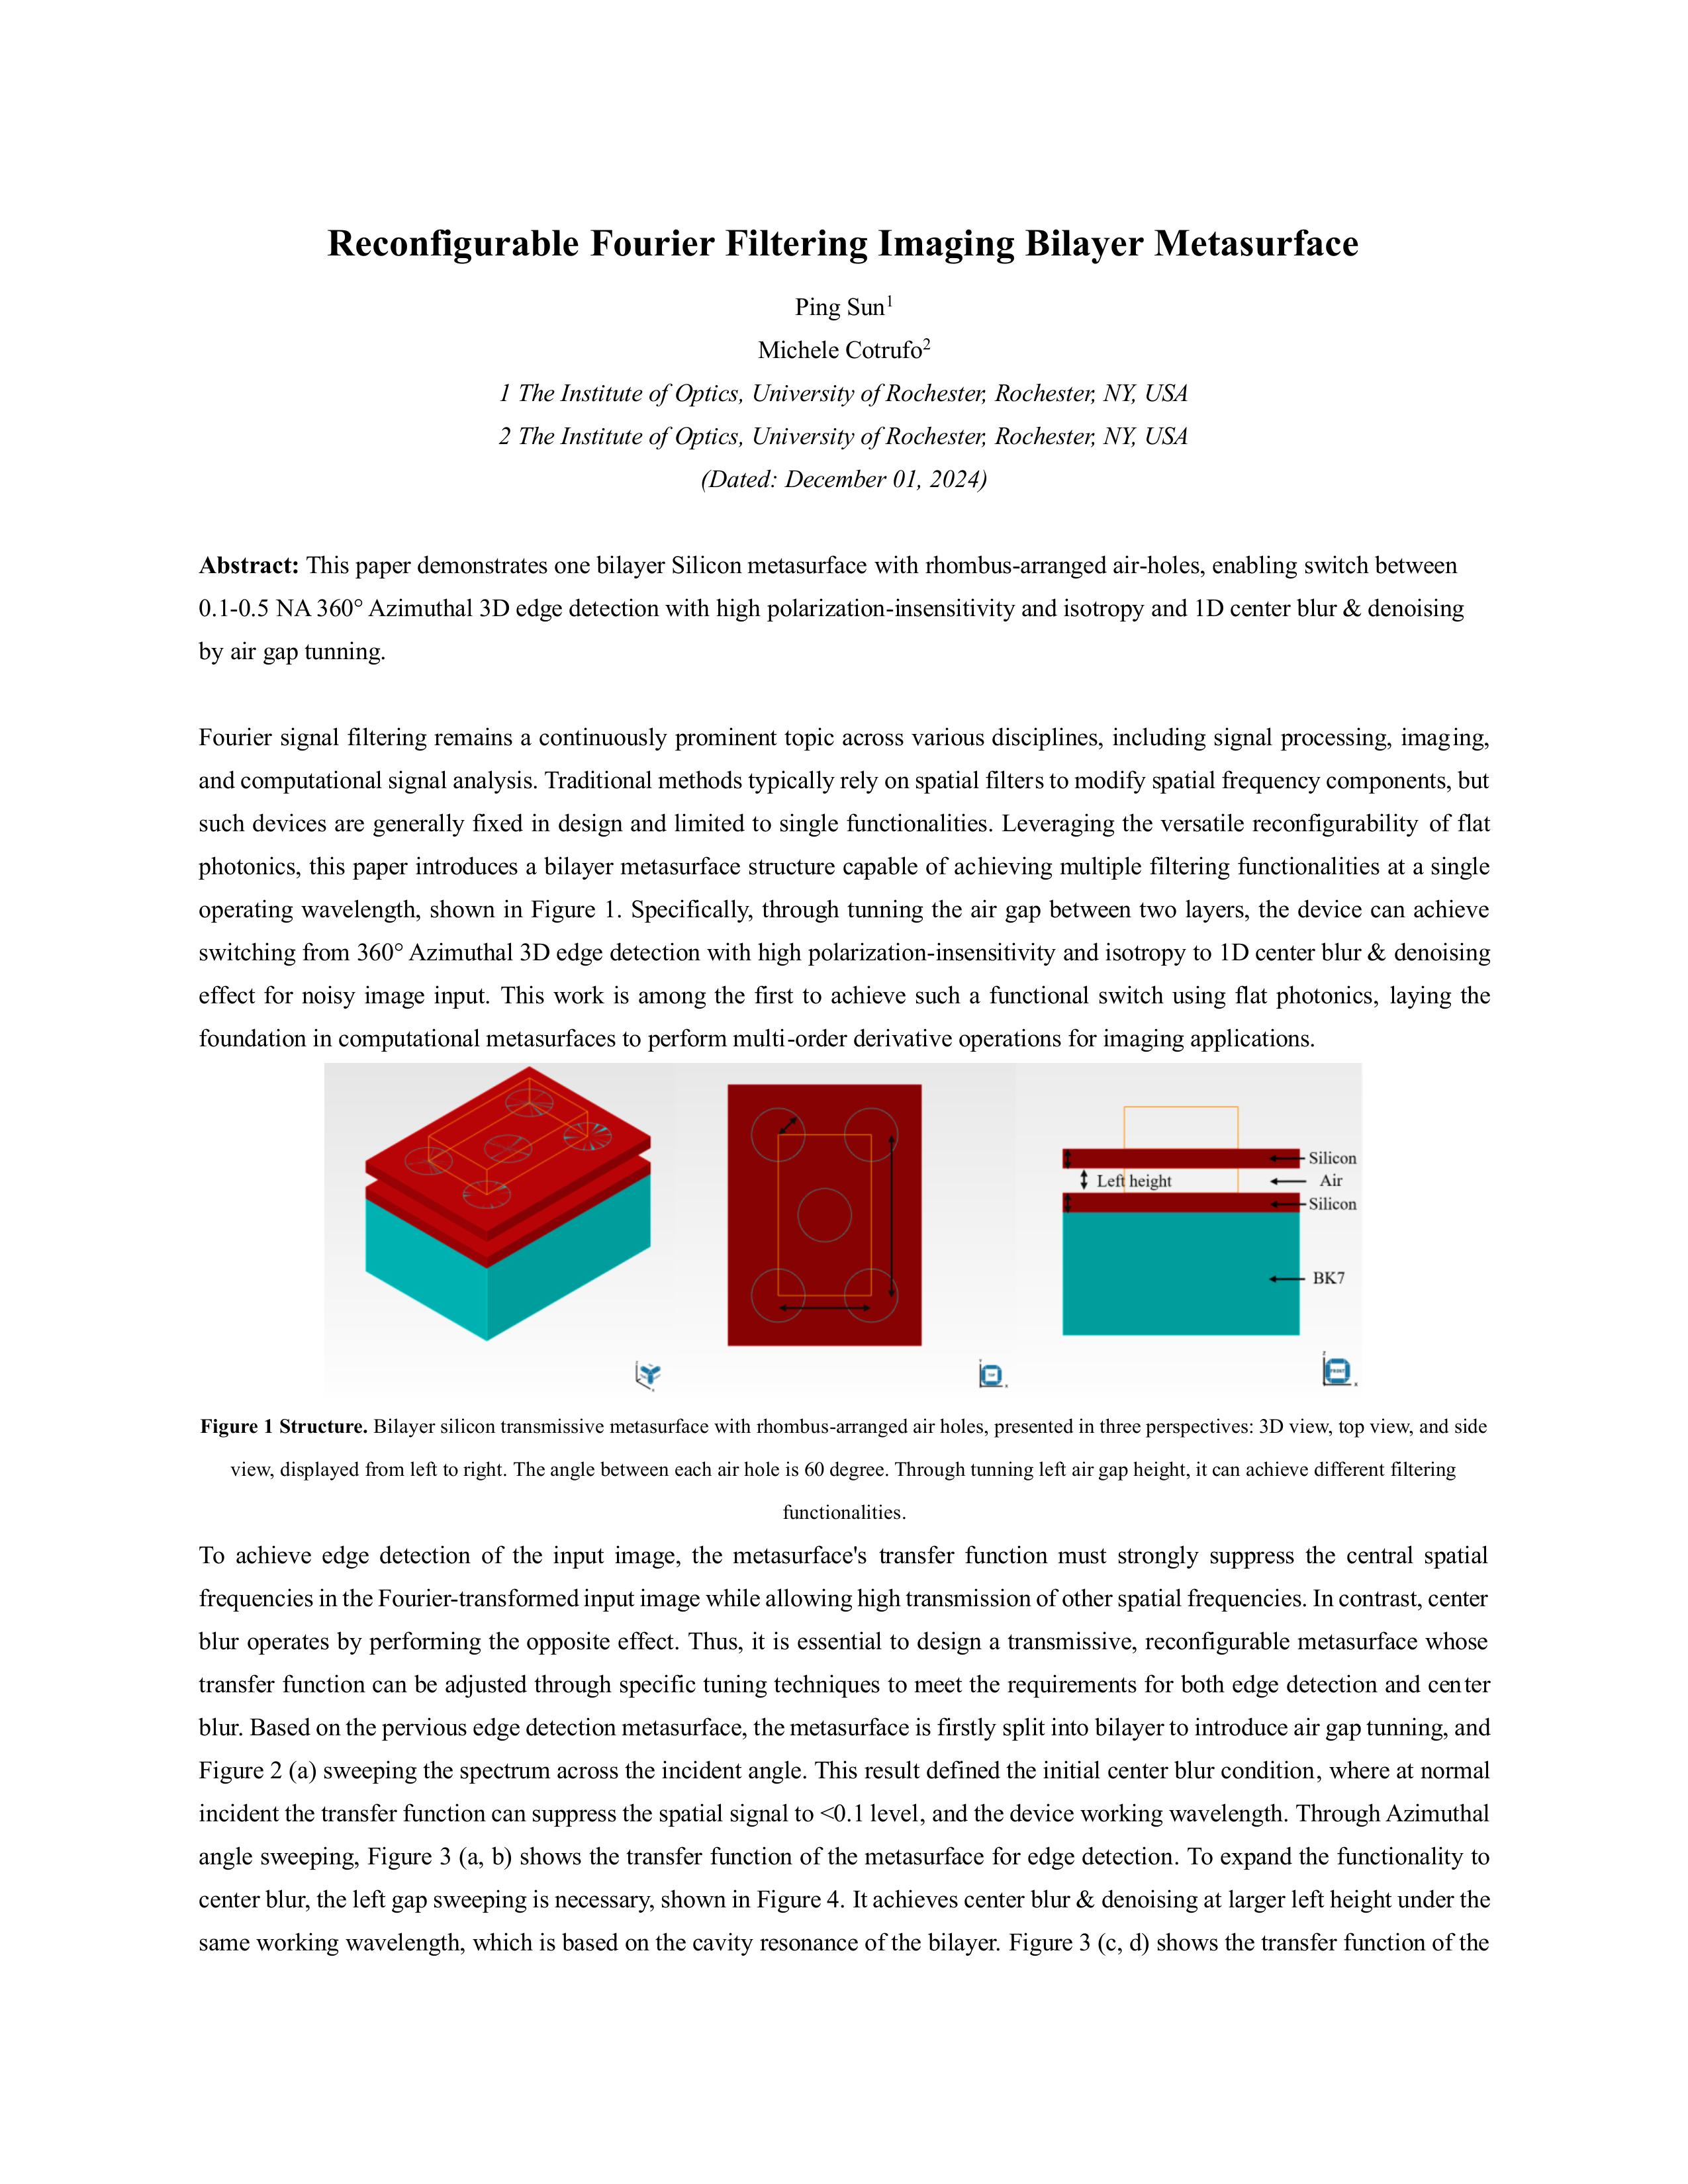 Reconfigurable Fourier Filtering Imaging Bilayer Metasurface
Ping Sun1
Michele Cotrufo2
1 The Institute of Optics, University of Rochester, Rochester, NY, USA
2 The Institute of Optics, University of Rochester, Rochester, NY, USA
(Dated: December 01, 2024)
Abstract: This paper demonstrates one bilayer Silicon metasurface with rhombus-arranged air-holes, enabling switch between
0.1-0.5 NA 360° Azimuthal 3D edge detection with high polarization-insensitivity and isotropy and 1D center blur & denoising
by air gap tunning.
Fourier signal filtering remains a continuously prominent topic across various disciplines, including signal processing, imaging,
and computational signal analysis. Traditional methods typically rely on spatial filters to modify spatial frequency components, but
such devices are generally fixed in design and limited to single functionalities. Leveraging the versatile reconfigurability of flat
photonics, this paper introduces a bilayer metasurface structure capable of achieving multiple filtering functionalities at a single
operating wavelength, shown in Figure 1. Specifically, through tunning the air gap between two layers, the device can achieve
switching from 360° Azimuthal 3D edge detection with high polarization-insensitivity and isotropy to 1D center blur & denoising
effect for noisy image input. This work is among the first to achieve such a functional switch using flat photonics, laying the
foundation in computational metasurfaces to perform multi-order derivative operations for imaging applications.
Silicon
Left height
Air
Silicon
BK7
TOP
FRONT
Figure 1 Structure. Bilayer silicon transmissive metasurface with rhombus-arranged air holes, presented in three perspectives: 3D view, top view, and side
view, displayed from left to right. The angle between each air hole is 60 degree. Through tunning left air gap height, it can achieve different filtering
functionalities.
To achieve edge detection of the input image, the metasurface's transfer function must strongly suppress the central spatial
frequencies in the Fourier-transformed input image while allowing high transmission of other spatial frequencies. In contrast, center
blur operates by performing the opposite effect. Thus, it is essential to design a transmissive, reconfigurable metasurface whose
transfer function can be adjusted through specific tuning techniques to meet the requirements for both edge detection and center
blur. Based on the pervious edge detection metasurface, the metasurface is firstly split into bilayer to introduce air gap tunning, and
Figure 2 (a) sweeping the spectrum across the incident angle. This result defined the initial center blur condition, where at normal
incident the transfer function can suppress the spatial signal to <0.1 level, and the device working wavelength. Through Azimuthal
angle sweeping, Figure 3 (a, b) shows the transfer function of the metasurface for edge detection. To expand the functionality to
center blur, the left gap sweeping is necessary, shown in Figure 4. It achieves center blur & denoising at larger left height under the
same working wavelength, which is based on the cavity resonance of the bilayer. Figure 3 (c, d) shows the transfer function of the